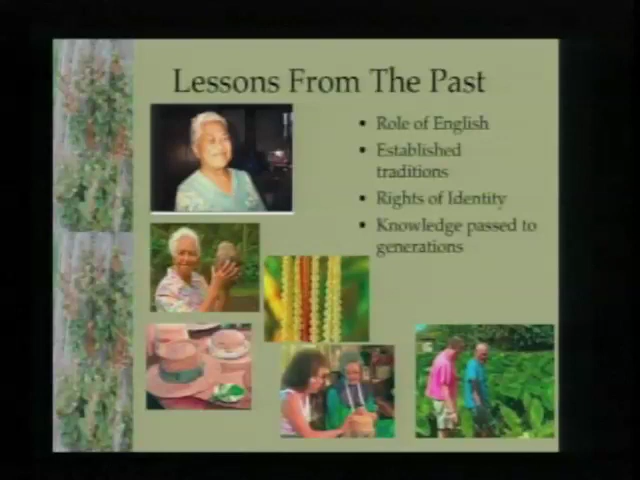 Lessons From The Past
• Role of English
• Established
traditions
• Rights of Identity
• Knowledge passed to
generations